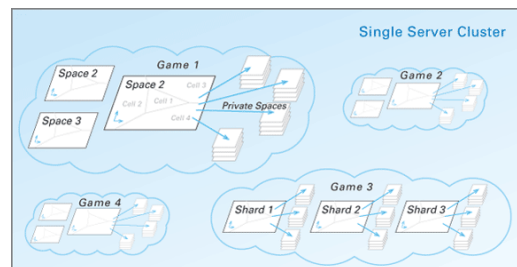 Single Server Cluster
Game 1
Space 2
Space 2
Cell 3
Cell 2
Cell 1
Private Spaces
Cell 4
Space 3
Game 2
Game 4
Game 3
Shard 1
Shard 2
Shard 3